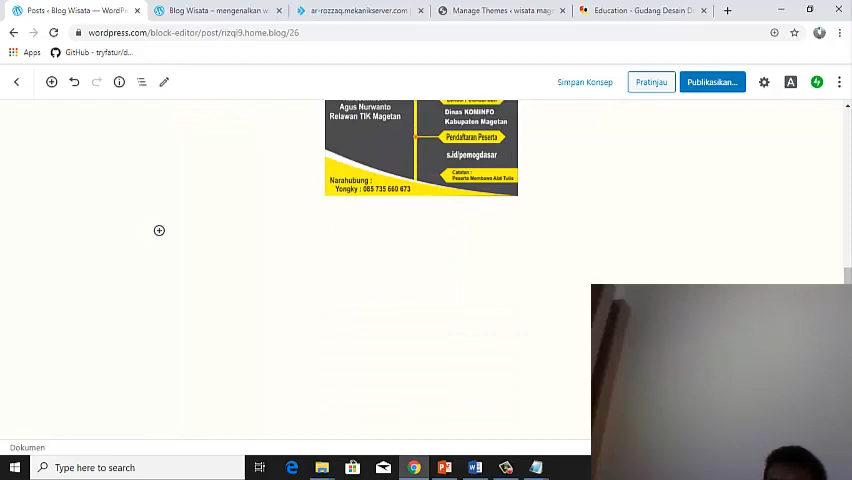 Posts ‹ Blog Wisata — WordPr
Blog Wisata – mengenalkan w
ar-rozzaq.mekanikserver.com |
Manage Themes ‹ wisata mag
Education - Gudang Desain D
wordpress.com/block-editor/post/rizqi9.home.blog/26
Apps
GitHub - tryfatur/d...
Simpan Konsep
Pratinjau
Publikasikan...
A
Agus Nurwanto
Relawan TIK Magetan
Dinas KOMINFO
Kabupaten Magetan
Pendaftaran Peserta
s.id/pemogdasar
Catatan :
Peserta Membawa Alat Tulis
Narahubung :
Yongky : 085 735 660 673
Dokumen
Type here to search